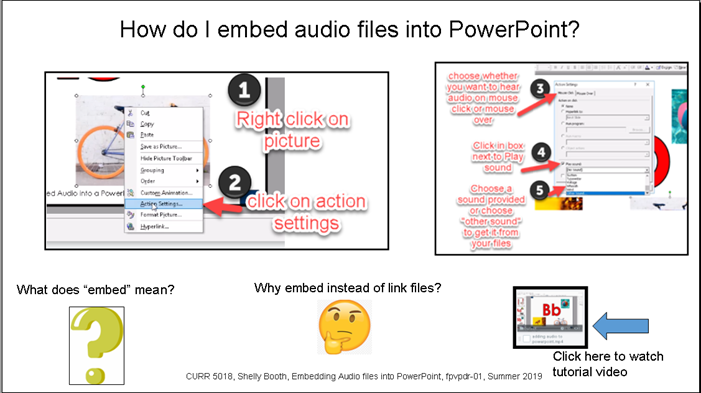 How do I embed audio files into PowerPoint?
1
Right click on
picture
Cut
Copy
Paste
Save as Picture...
Hide Picture Toolbar
Grouping
Order
Custom Animation...
Action Settings...
Format Picture...
Hyperlink...
2
click on action
settings
ed Audio into a Power
choose whether
you want to hear
audio on mouse
click or mouse
over
3
Action Settings
Click in box
next to Play
sound
4
Play sound:
Choose a
sound provided
or choose
"other sound"
to get it from
your files
5
What does “embed” mean?
Why embed instead of link files?
Bb
Click here to watch
tutorial video
CURR 5018, Shelly Booth, Embedding Audio files into PowerPoint, fpvpdr-01, Summer 2019